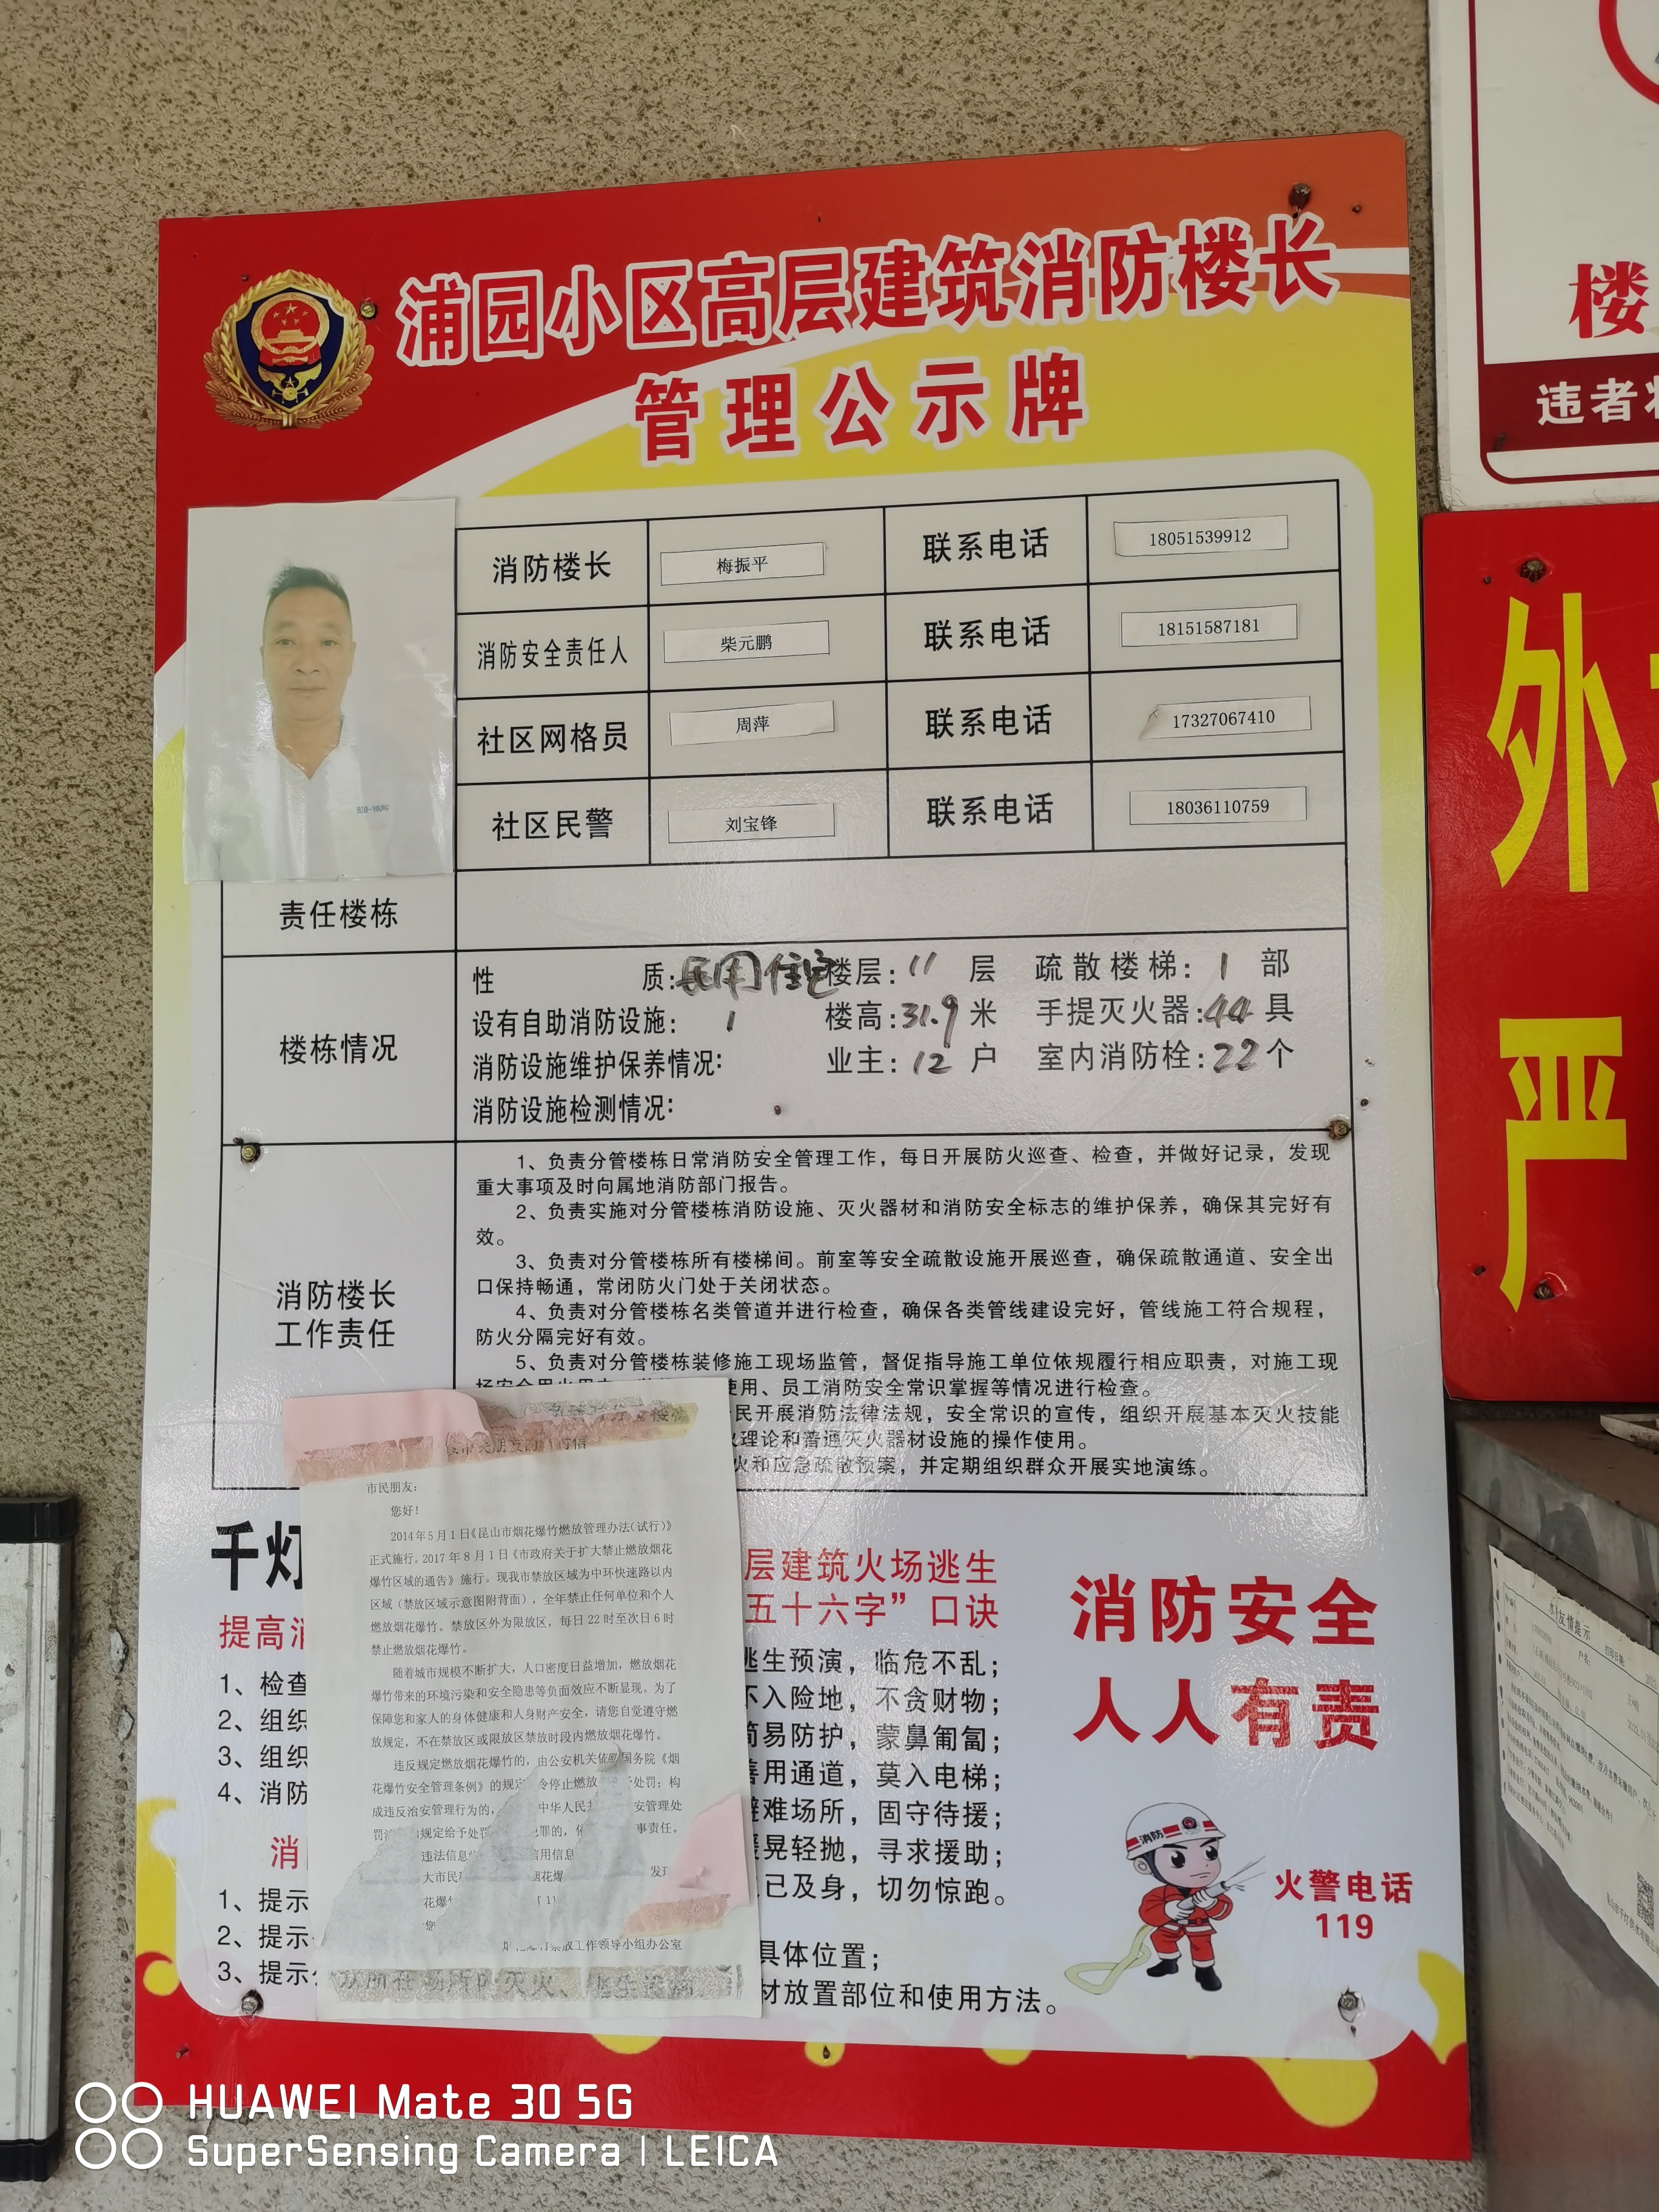 浦园小区高层建筑消防楼长
管理公示牌
消防楼长 梅振平 联系电话 18051539912
消防安全责任人 柴元鹏 联系电话 18151587181
社区网格员 周萍 联系电话 17327067410
社区民警 刘宝锋 联系电话 18036110759
BIO-YOUNG
责任楼栋
楼栋情况
性 质:民用住宅 楼层:11 层 疏散楼梯:1 部
设有自助消防设施: 1 楼高:31.9 米 手提灭火器:44 具
消防设施维护保养情况: 业主:12 户 室内消防栓:22 个
消防设施检测情况:
消防楼长
工作责任
1、负责分管楼栋日常消防安全管理工作，每日开展防火巡查、检查，并做好记录，发现
重大事项及时向属地消防部门报告。
2、负责实施对分管楼栋消防设施、灭火器材和消防安全标志的维护保养，确保其完好有
效。
3、负责对分管楼栋所有楼梯间。前室等安全疏散设施开展巡查，确保疏散通道、安全出
口保持畅通，常闭防火门处于关闭状态。
4、负责对分管楼栋名类管道并进行检查，确保各类管线建设完好，管线施工符合规程，
防火分隔完好有效。
5、负责对分管楼栋装修施工现场监管，督促指导施工单位依规履行相应职责，对施工现
使用、员工消防安全常识掌握等情况进行检查。
民开展消防法律法规，安全常识的宣传，组织开展基本灭火技能
理论和普通灭火器材设施的操作使用。
火和应急疏散预案，并定期组织群众开展实地演练。
市民朋友:
您好!
2014年5月1日《昆山市烟花爆竹燃放管理办法(试行)》
正式施行。2017年8月1日《市政府关于扩大禁止燃放烟花
爆竹区域的通告》施行。现我市禁放区域为中环快速路以内
区域(禁放区域示意图附背面)，全年禁止任何单位和个人
燃放烟花爆竹。禁放区外为限放区，每日22时至次日6时
禁止燃放烟花爆竹。
随着城市规模不断扩大，人口密度日益增加，燃放烟花
爆竹带来的环境污染和安全隐患等负面效应不断显现。为了
保障您和家人的身体健康和人身财产安全，请您自觉遵守燃
放规定，不在禁放区或限放区禁放时段内燃放烟花爆竹。
违反规定燃放烟花爆竹的，由公安机关依 国务院《烟
花爆竹安全管理条例》的规定 令停止燃放 处罚；构
成违反治安管理行为的， 中华人民共 安管理处
规定给予处 犯罪的， 事责任。
违法信息 信用信息
大市民 烟花爆 发现
花爆
您
禁放工作领导小组办公室
千灯
提高消
1、检查
2、组织
3、组织
4、消防
消
1、提示
2、提示
3、提示
层建筑火场逃生
五十六字”口诀
逃生预演，临危不乱；
不入险地，不贪财物；
简易防护，蒙鼻匍匐；
善用通道，莫入电梯；
避难场所，固守待援；
缓晃轻抛，寻求援助；
已及身，切勿惊跑。
具体位置；
材放置部位和使用方法。
消防安全
人人有责
消防
火警电话
119
楼
违者
外
严
友情提示
HUAWEI Mate 30 5G
SuperSensing Camera | LEICA